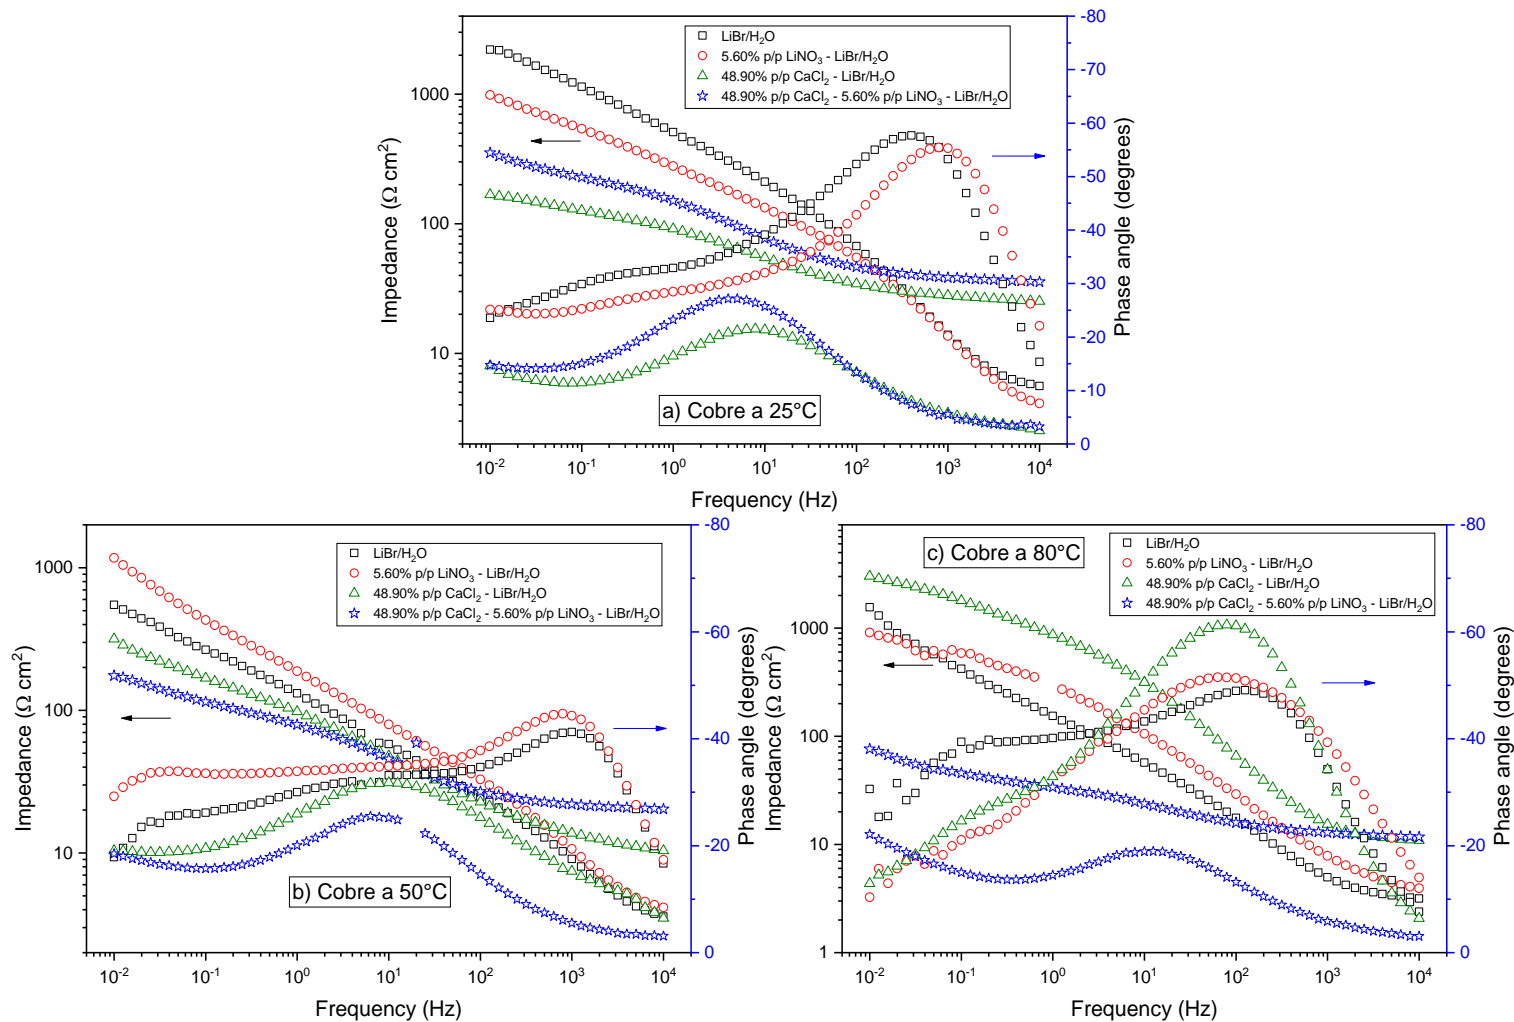 -80
LiBr/H₂O
5.60% p/p LiNO₃ - LiBr/H₂O
48.90% p/p CaCl₂ - LiBr/H₂O
48.90% p/p CaCl₂ - 5.60% p/p LiNO₃ - LiBr/H₂O
1000
100
10
-70
-60
-50
-40
-30
-20
-10
0
Impedance (Ω cm²)
Phase angle (degrees)
a) Cobre a 25°C
10⁻² 10⁻¹ 10⁰ 10¹ 10² 10³ 10⁴
Frequency (Hz)
-80
LiBr/H₂O
5.60% p/p LiNO₃ - LiBr/H₂O
48.90% p/p CaCl₂ - LiBr/H₂O
48.90% p/p CaCl₂ - 5.60% p/p LiNO₃ - LiBr/H₂O
1000
100
10
-60
-40
-20
0
Impedance (Ω cm²)
Phase angle (degrees)
b) Cobre a 50°C
10⁻² 10⁻¹ 10⁰ 10¹ 10² 10³ 10⁴
Frequency (Hz)
-80
c) Cobre a 80°C
LiBr/H₂O
5.60% p/p LiNO₃ - LiBr/H₂O
48.90% p/p CaCl₂ - LiBr/H₂O
48.90% p/p CaCl₂ - 5.60% p/p LiNO₃ - LiBr/H₂O
1000
100
10
1
-60
-40
-20
0
Impedance (Ω cm²)
Phase angle (degrees)
10⁻² 10⁻¹ 10⁰ 10¹ 10² 10³ 10⁴
Frequency (Hz)